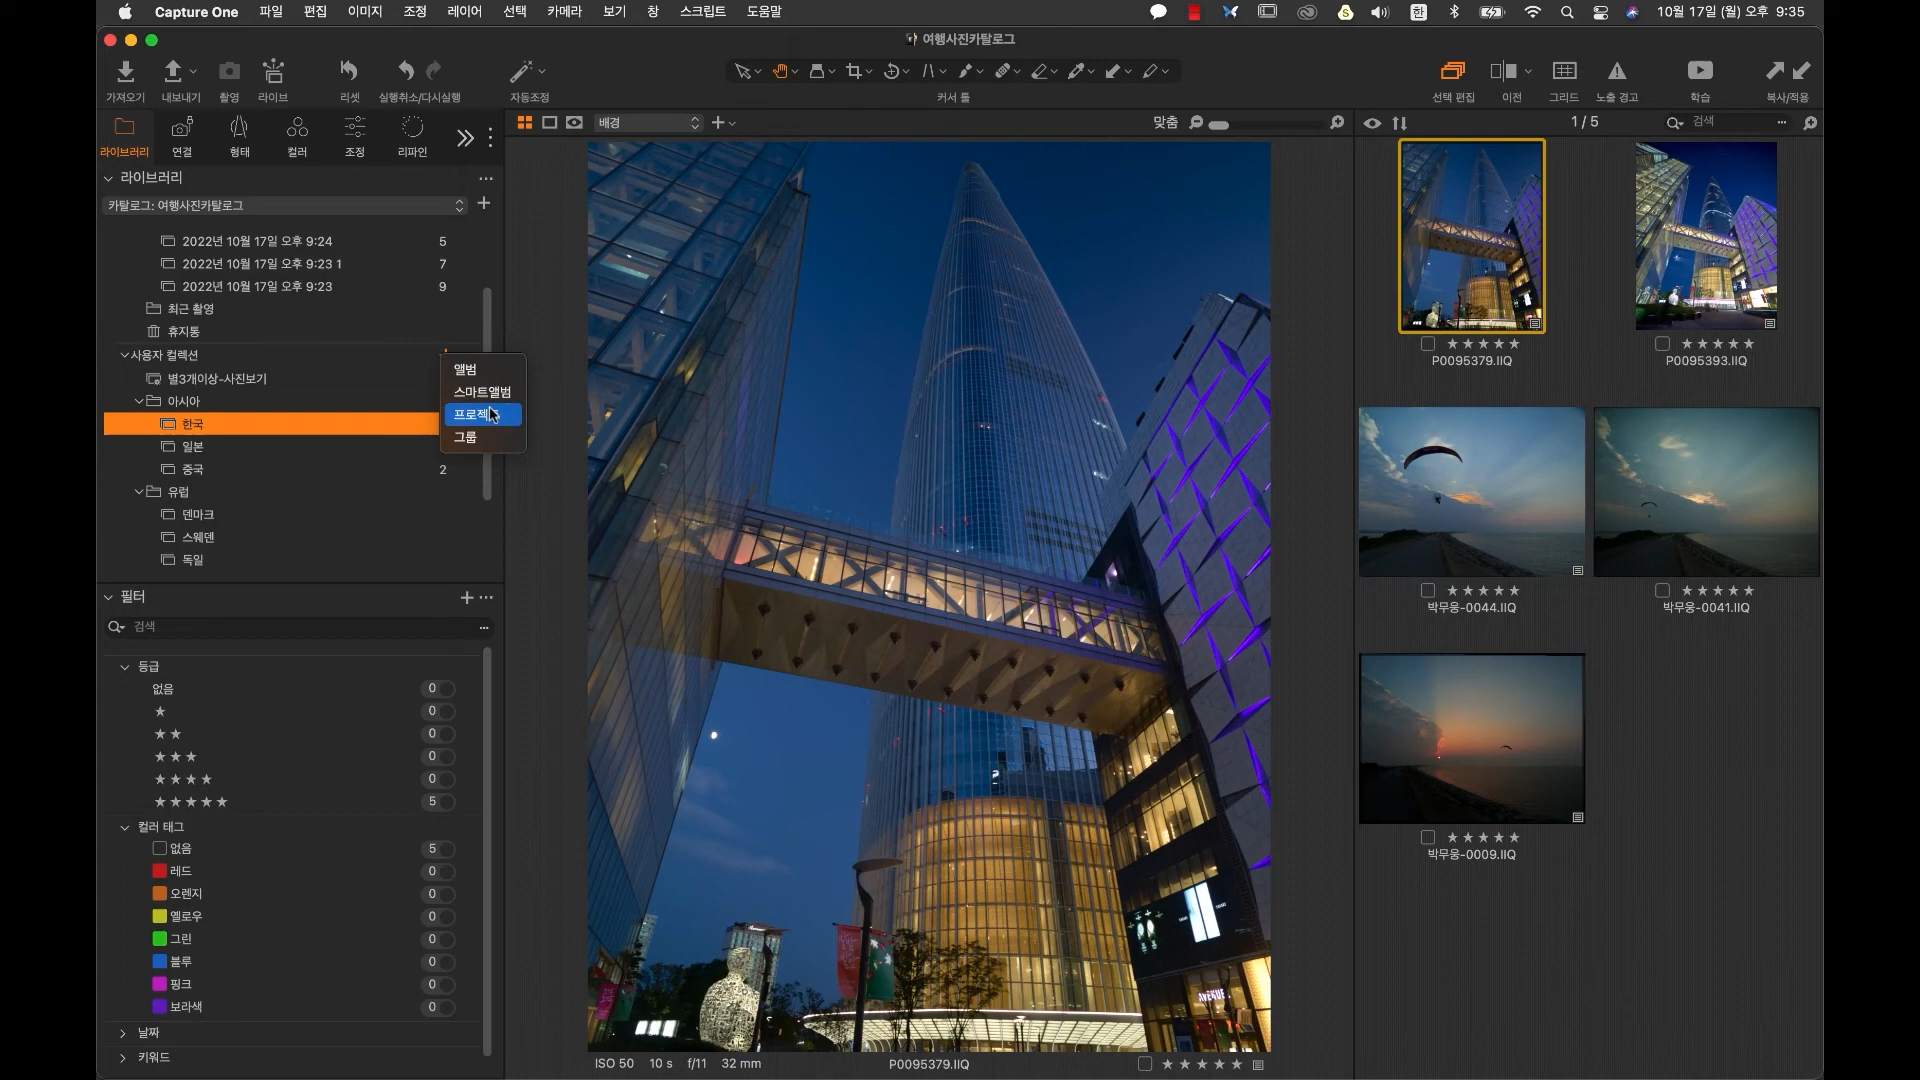 Capture One 파일 편집 이미지 조정 레이어 선택 카메라 보기 창 스크립트 도움말 한 10월 17일 (월) 오후 9:35
여행사진카탈로그
가져오기 내보내기 촬영 라이브 리셋 실행취소/다시실행 자동조정 커서 툴 선택 편집 이전 그리드 노출 경고 학습 복사/적용
라이브러리 연결 형태 컬러 조정 리파인
배경 맞춤 1 / 5 검색
라이브러리
카탈로그: 여행사진카탈로그
2022년 10월 17일 오후 9:24 5
2022년 10월 17일 오후 9:23 1 7
2022년 10월 17일 오후 9:23 9
최근 촬영
휴지통
사용자 컬렉션
별3개이상-사진보기
아시아
한국
일본
중국 2
유럽
덴마크
스웨덴
독일
앨범
스마트앨범
프로젝
그룹
필터
검색
등급
없음 0
★ 0
★★ 0
★★★ 0
★★★★ 0
★★★★★ 5
컬러 태그
없음 5
레드 0
오렌지 0
옐로우 0
그린 0
블루 0
핑크 0
보라색 0
날짜
키워드
AVENUE
ISO 50 10 s f/11 32 mm P0095379.IIQ ★★★★★
★★★★★ ★★★★★
P0095379.IIQ P0095393.IIQ
★★★★★ ★★★★★
박무웅-0044.IIQ 박무웅-0041.IIQ
★★★★★
박무웅-0009.IIQ